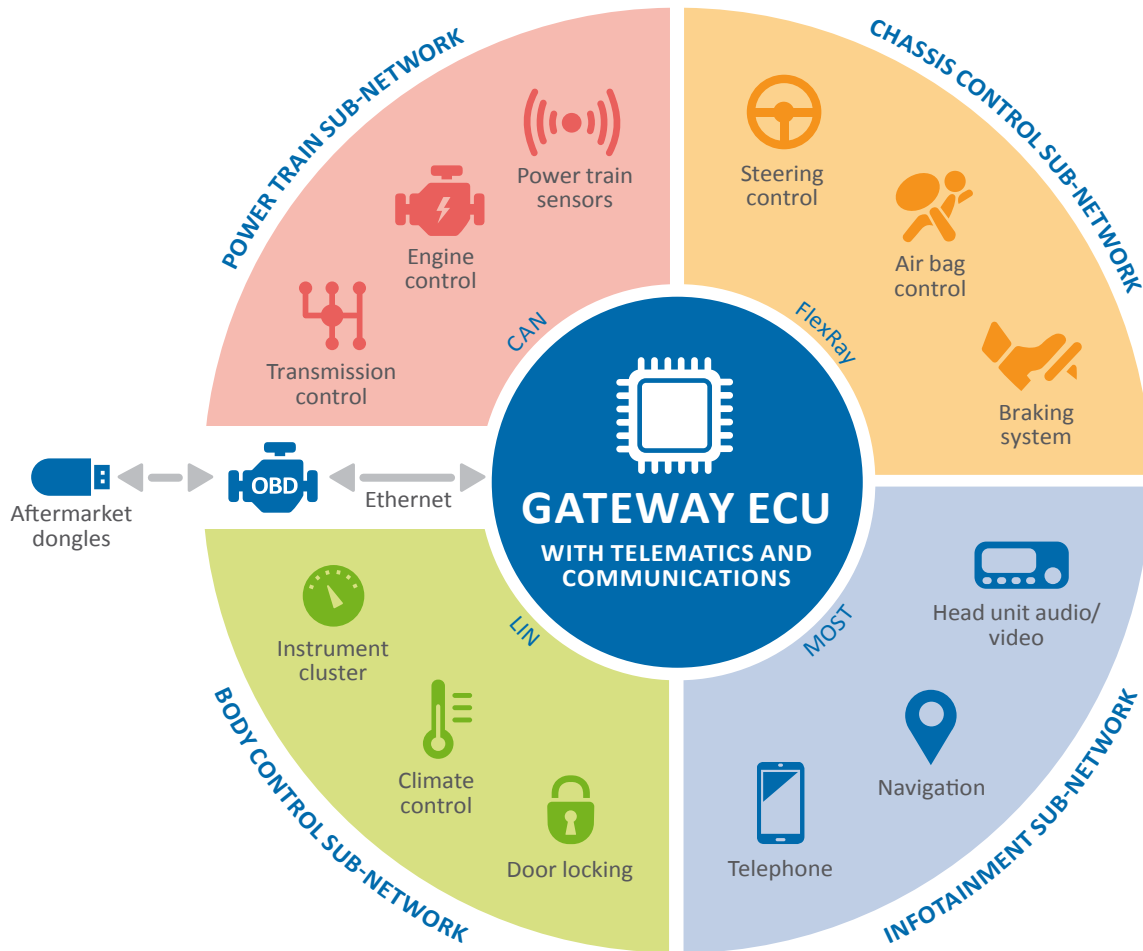 POWER TRAIN SUB-NETWORK
Power train
sensors
Engine
control
Transmission
control
CAN
CHASSIS CONTROL SUB-NETWORK
Steering
control
Air bag
control
Braking
system
FlexRay
Aftermarket
dongles
OBD
Ethernet
GATEWAY ECU
WITH TELEMATICS AND
COMMUNICATIONS
BODY CONTROL SUB-NETWORK
Instrument
cluster
Climate
control
Door locking
LIN
INFOTAINMENT SUB-NETWORK
Head unit audio/
video
Navigation
Telephone
MOST